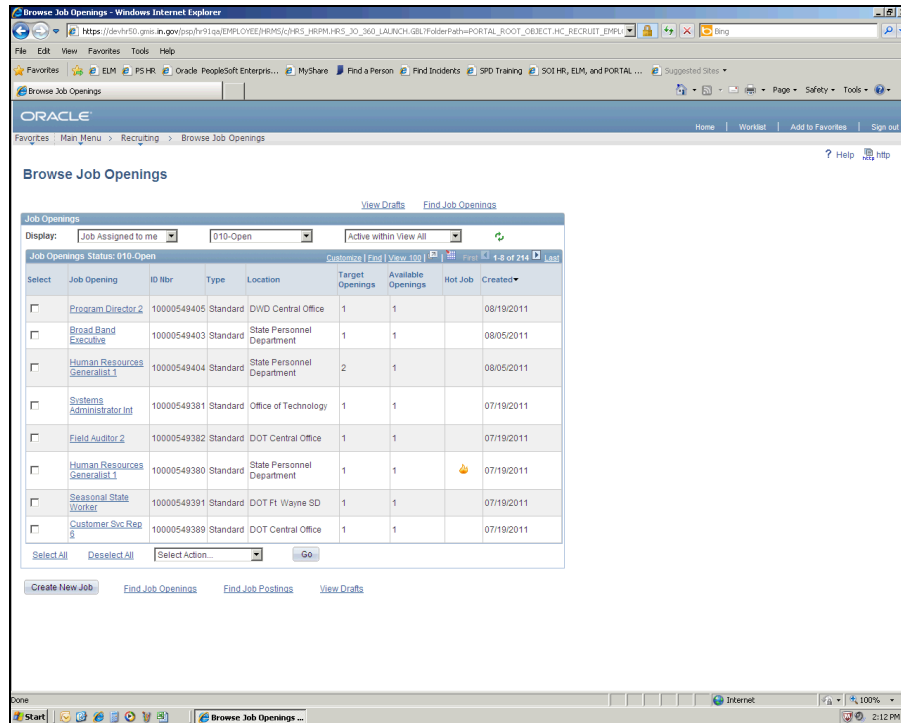 Browse Job Openings - Windows Internet Explorer
https://devhr50.gmis.in.gov/psp/hr91qa/EMPLOYEE/HRMS/c/HRS_HRPM.HRS_JO_360_LAUNCH.GBL?FolderPath=PORTAL_ROOT_OBJECT.HC_RECRUIT_EMPL Bing
File Edit View Favorites Tools Help
Favorites ELM PS HR Oracle PeopleSoft Enterpris... MyShare Find a Person Find Incidents SPD Training SOI HR, ELM, and PORTAL ... Suggested Sites
Browse Job Openings Page Safety Tools
ORACLE
Home | Worklist | Add to Favorites | Sign out
Favorites Main Menu > Recruiting > Browse Job Openings
? Help http
Browse Job Openings
View Drafts Find Job Openings
Job Openings
Display: Job Assigned to me 010-Open Active within View All
Job Openings Status: 010-Open Customize | Find | View 100 | First 1-8 of 214 Last
Select Job Opening ID Nbr Type Location Target Openings Available Openings Hot Job Created
Program Director 2 10000549405 Standard DWD Central Office 1 1 08/19/2011
Broad Band Executive 10000549403 Standard State Personnel Department 1 1 08/05/2011
Human Resources Generalist 1 10000549404 Standard State Personnel Department 2 1 08/05/2011
Systems Administrator Int 10000549381 Standard Office of Technology 1 1 07/19/2011
Field Auditor 2 10000549382 Standard DOT Central Office 1 1 07/19/2011
Human Resources Generalist 1 10000549380 Standard State Personnel Department 1 1 07/19/2011
Seasonal State Worker 10000549391 Standard DOT Ft. Wayne SD 1 1 07/19/2011
Customer Svc Rep 6 10000549389 Standard DOT Central Office 1 1 07/19/2011
Select All Deselect All Select Action... Go
Create New Job Find Job Openings Find Job Postings View Drafts
Done Internet 100%
Start Browse Job Openings ... 2:12 PM